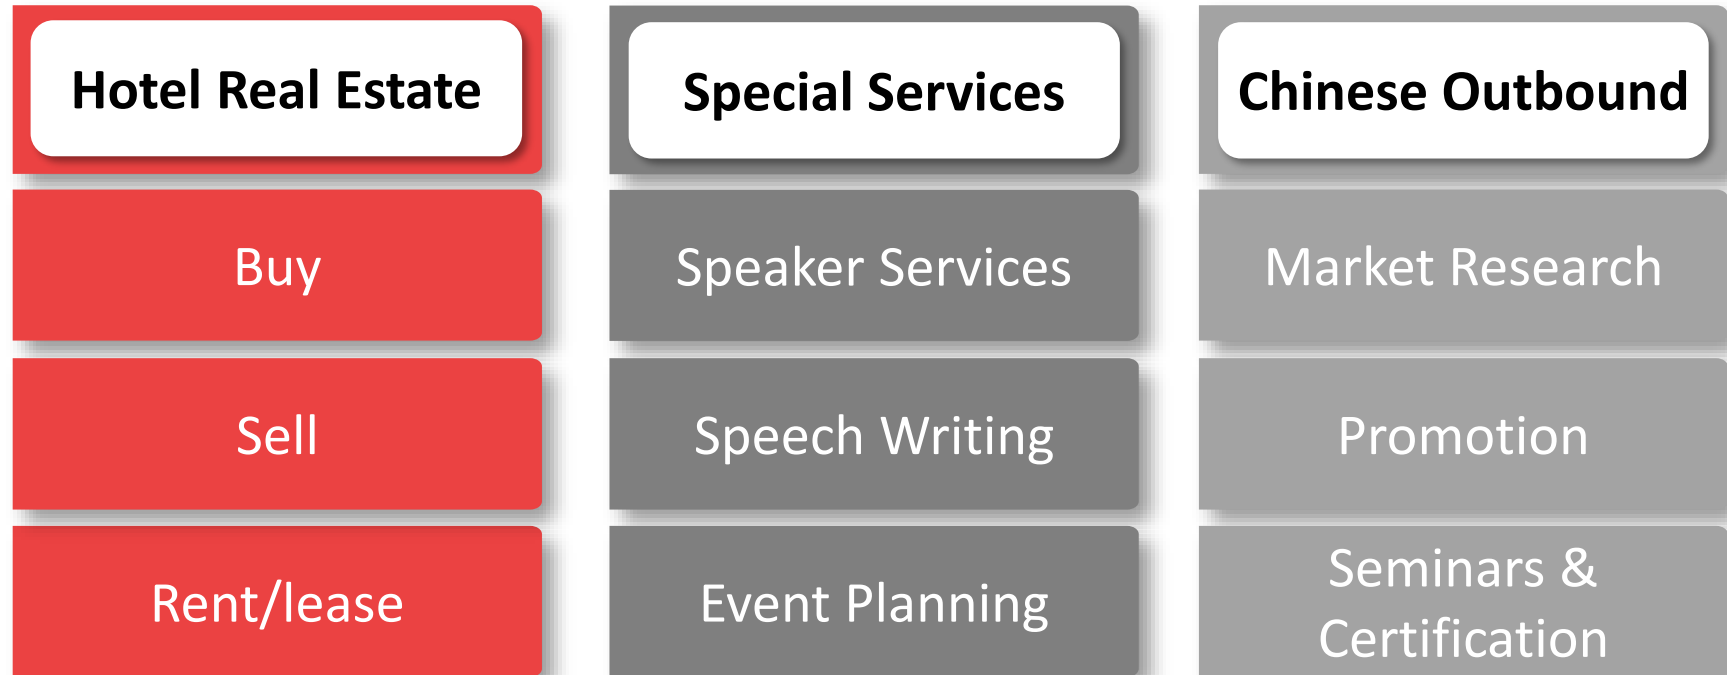 Hotel Real Estate
Buy
Sell
Rent/lease
Special Services
Speaker Services
Speech Writing
Event Planning
Chinese Outbound
Market Research
Promotion
Seminars &
Certification